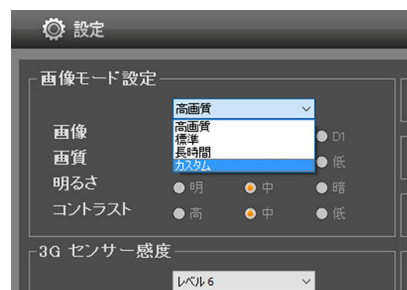 設定
画像モード設定
高画質
高画質
標準
長時間
カスタム
画像 D1
画質 低
明るさ 明 中 暗
コントラスト 高 中 低
3G センサー感度
レベル 6